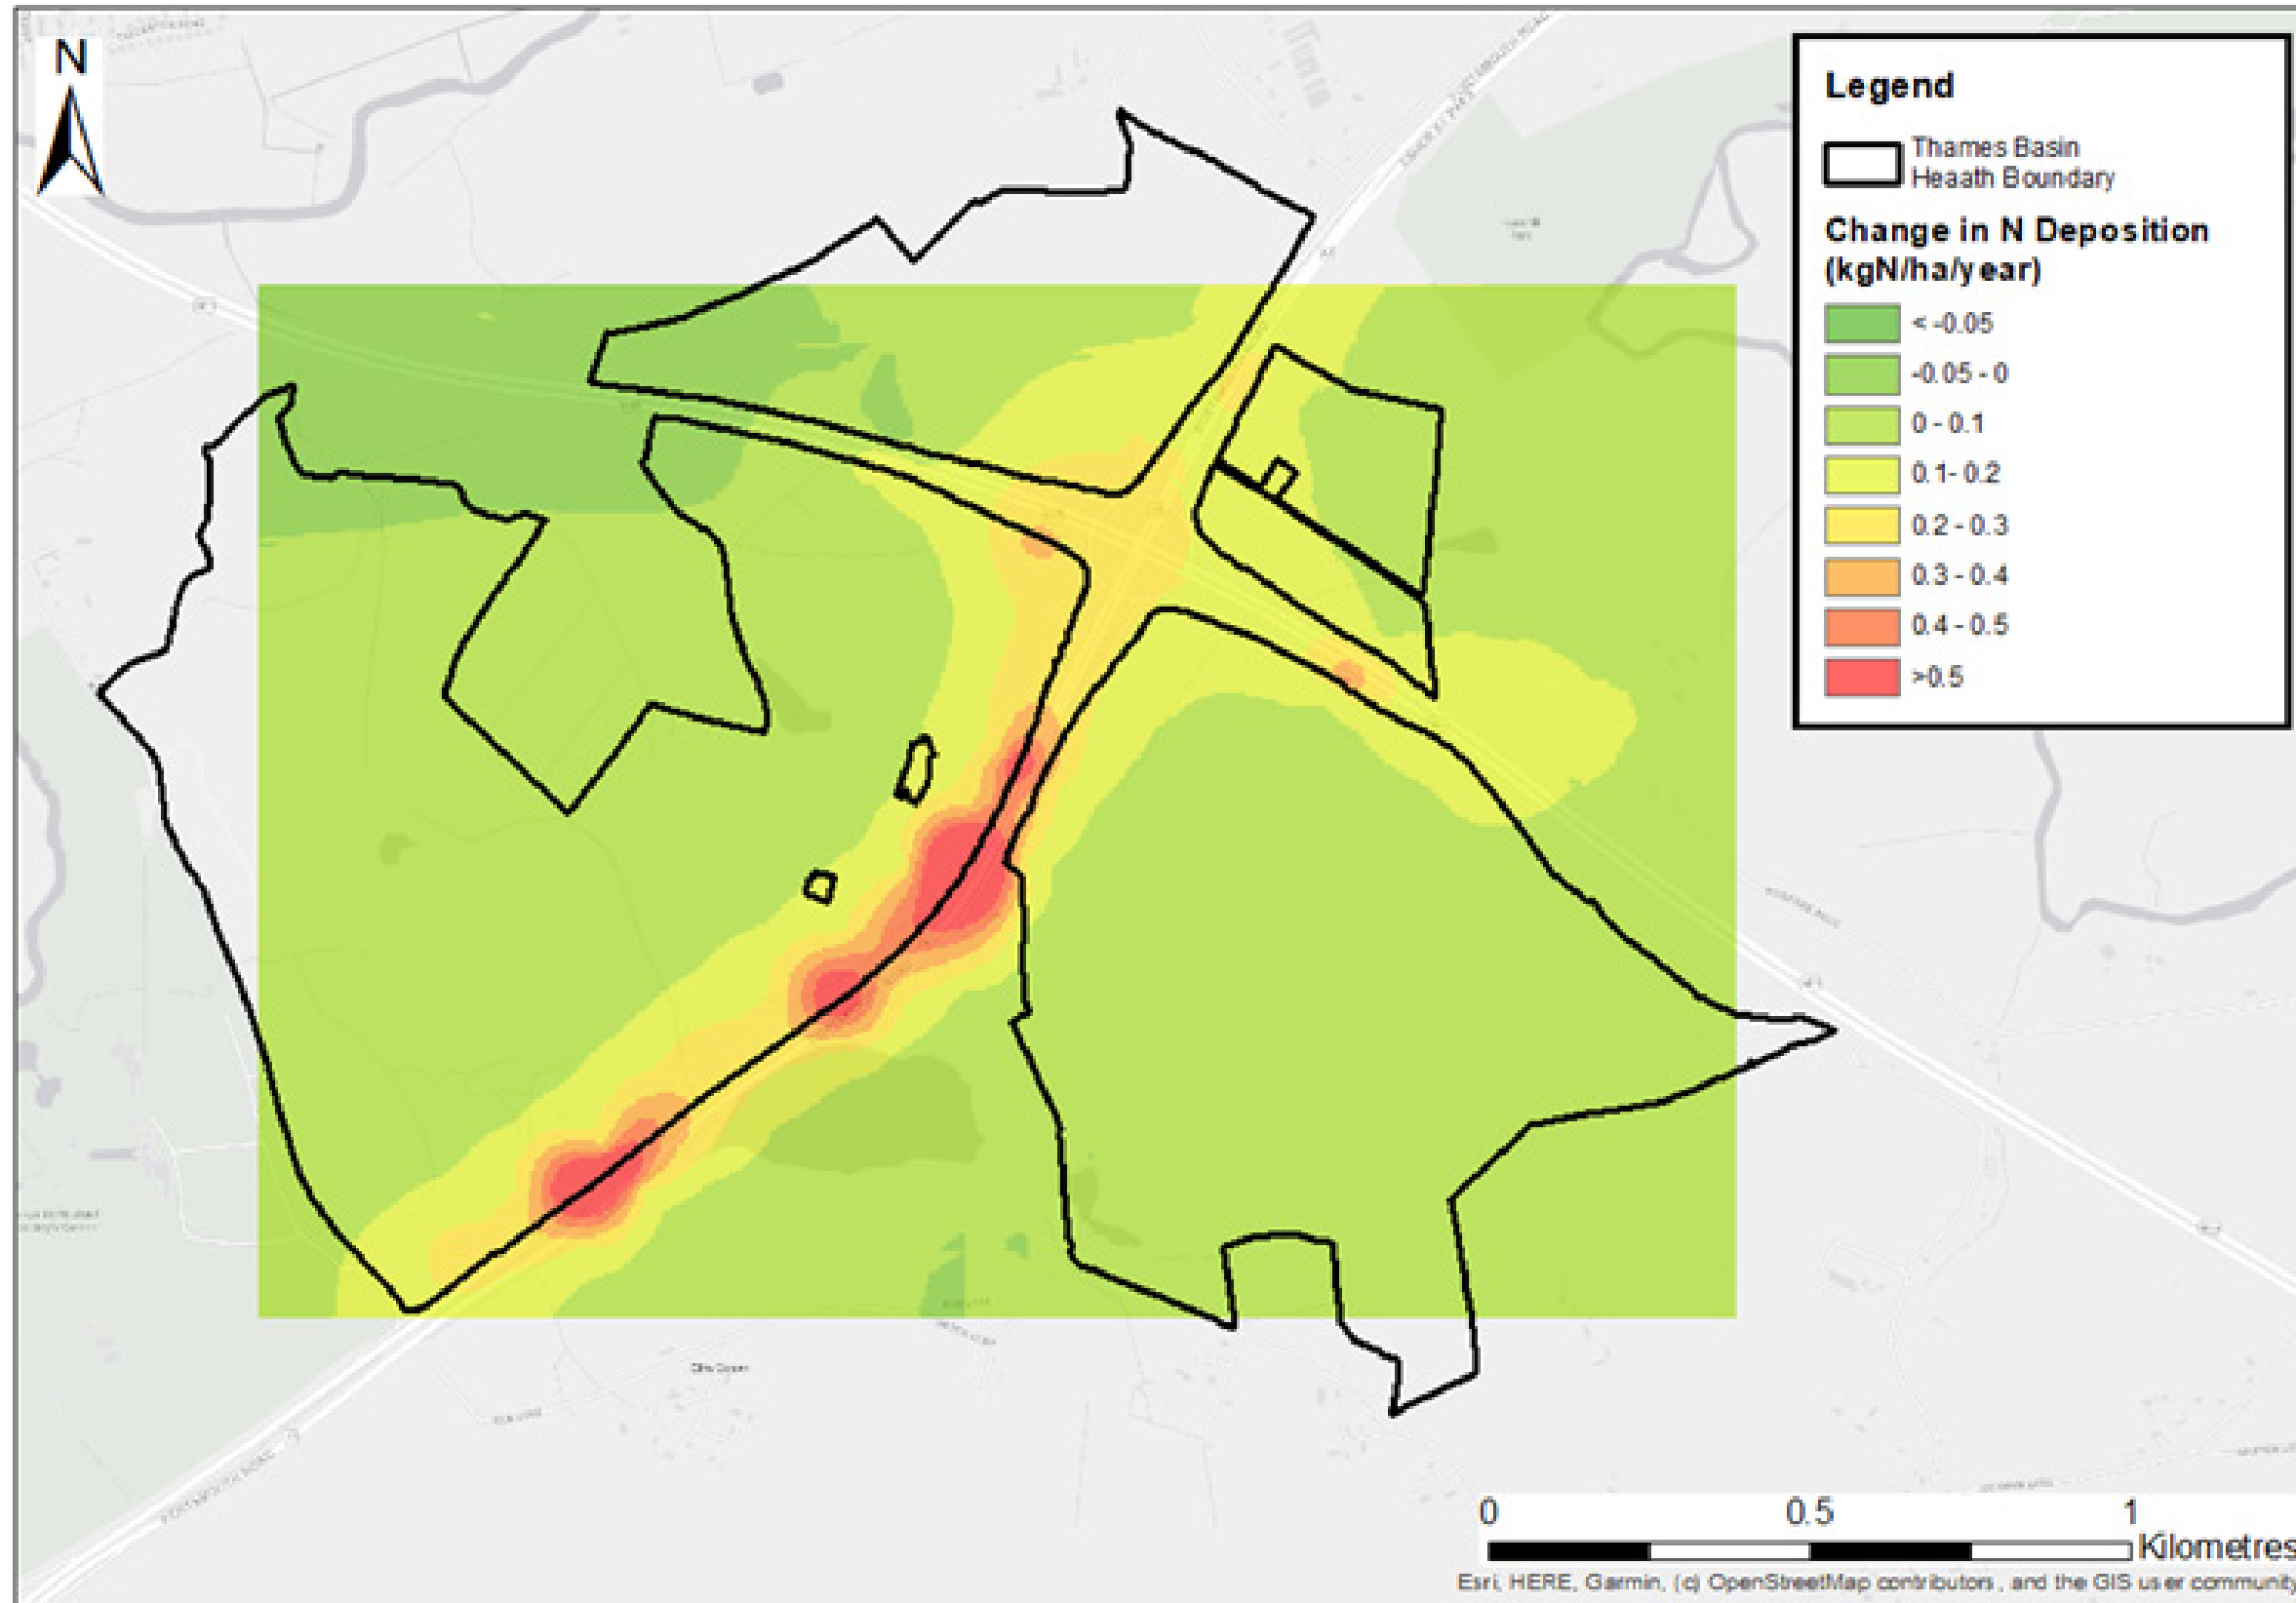 N
Legend
Thames Basin
Heaath Boundary
Change in N Deposition
(kgN/ha/year)
< -0.05
-0.05 - 0
0 - 0.1
0.1- 0.2
0.2 - 0.3
0.3 - 0.4
0.4 - 0.5
>0.5
0 0.5 1
Kilometres
Esri, HERE, Garmin, (c) OpenStreetMap contributors, and the GIS user community